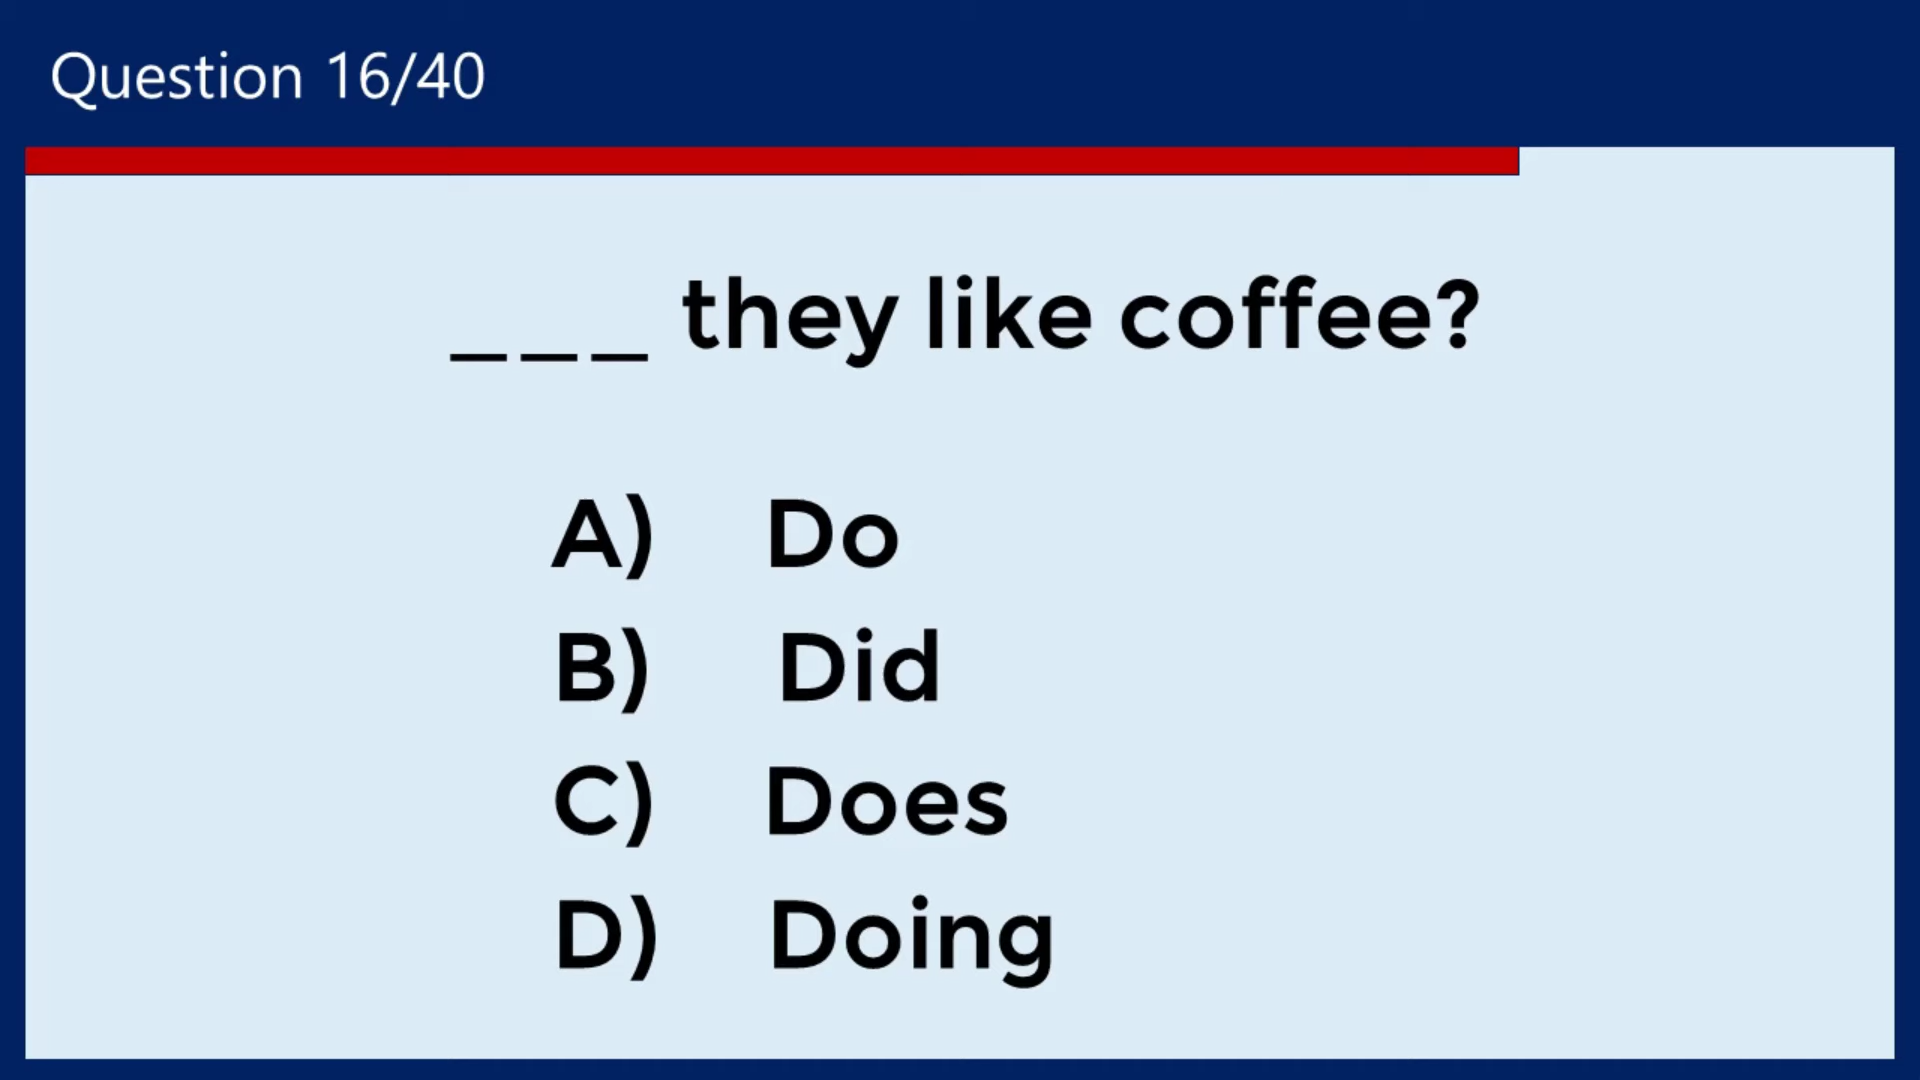 Question 16/40
___ they like coffee?
A) Do
B) Did
C) Does
D) Doing